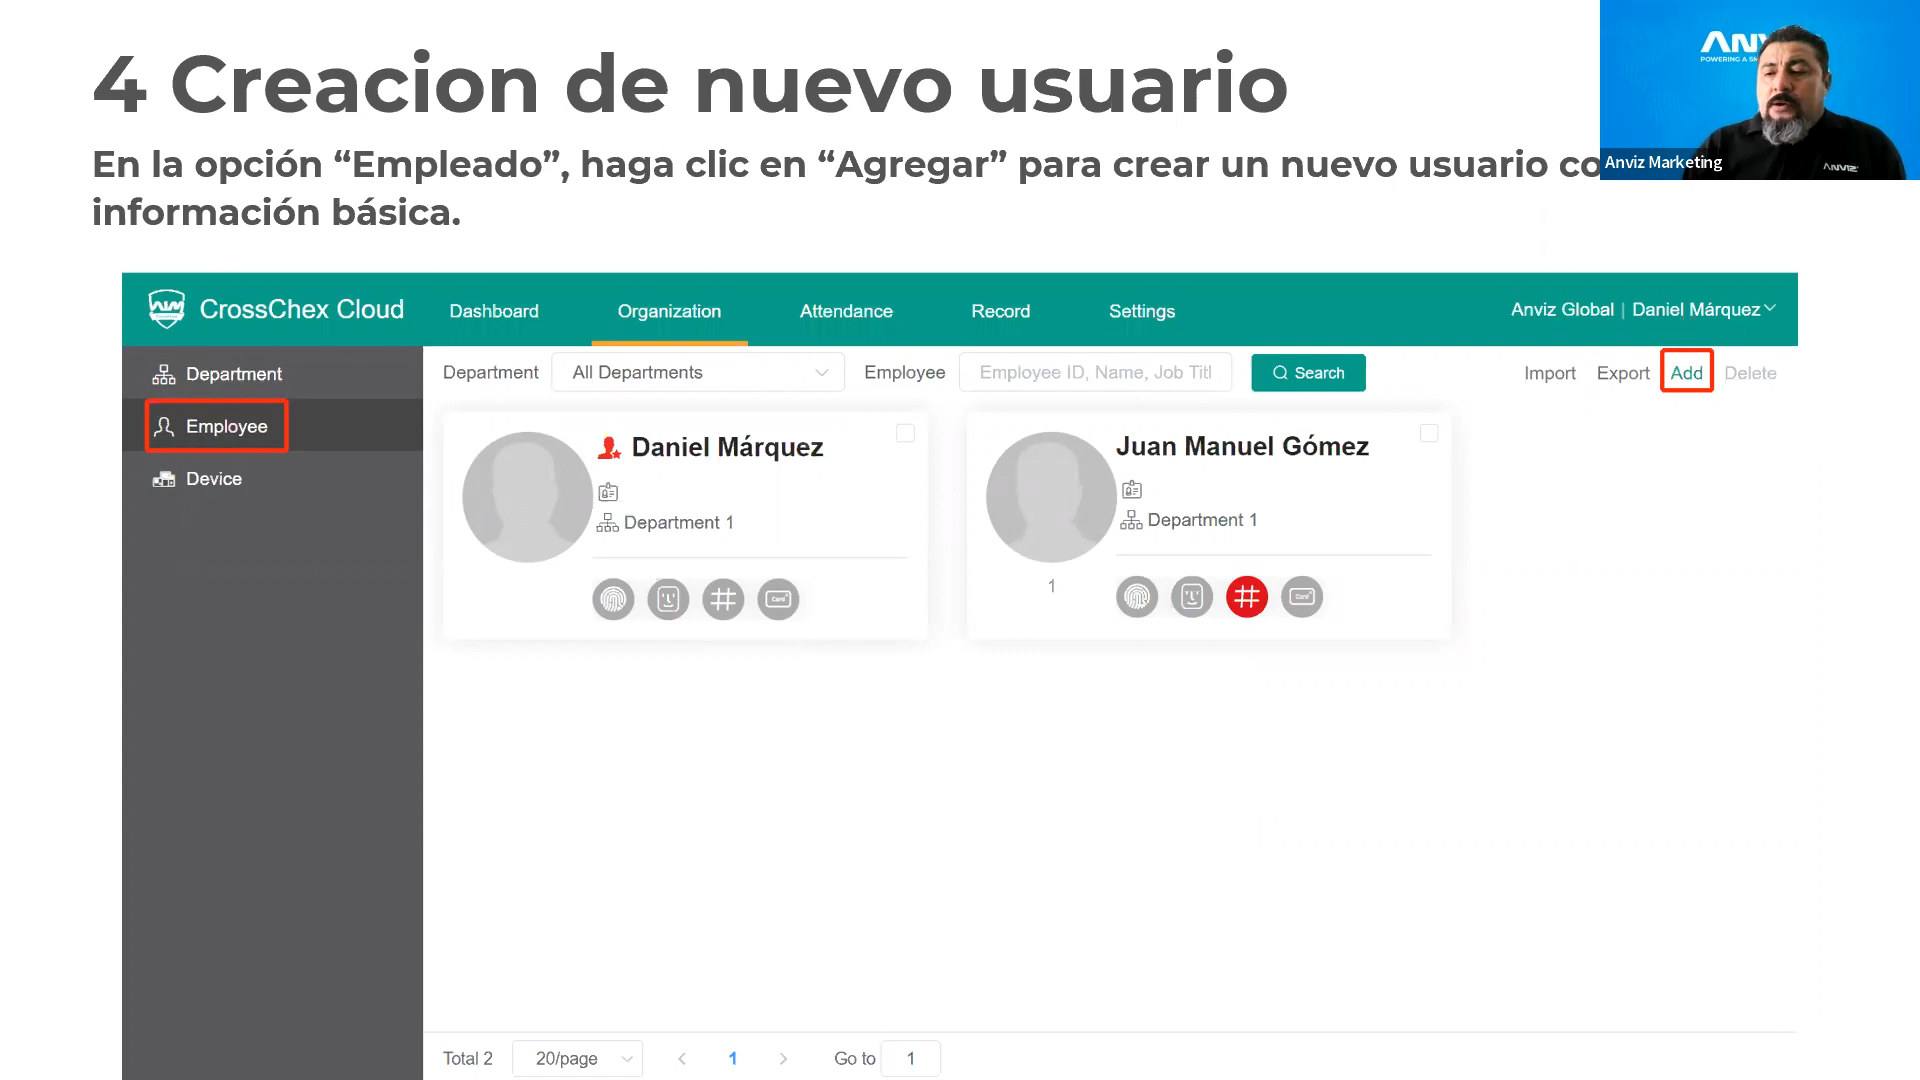 4 Creacion de nuevo usuario
En la opción “Empleado”, haga clic en “Agregar” para crear un nuevo usuario co
información básica.
Anviz Marketing
ANVIZ
CrossChex Cloud
Dashboard
Organization
Attendance
Record
Settings
Anviz Global | Daniel Márquez
Department
Employee
Device
Department
All Departments
Employee
Employee ID, Name, Job Titl
Search
Import
Export
Add
Delete
Daniel Márquez
Department 1
Card
Juan Manuel Gómez
Department 1
1
Card
Total 2
20/page
1
Go to
1